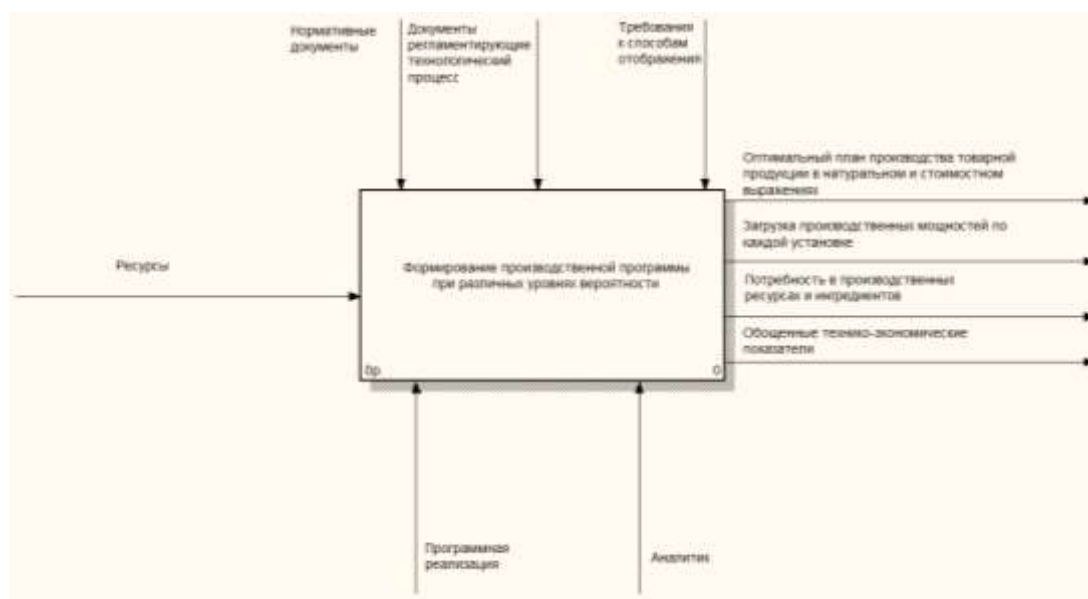 Нормативные
документы
Документы
регламентирующие
технологический
процесс
Требования
к способам
отображения
Оптимальный план производства товарной
продукции в натуральном и стоимостном
выражениях
Загрузка производственных мощностей по
каждой установке
Ресурсы
Формирование производственной программы
при различных уровнях вероятности
Потребность в производственных
ресурсах и ингредиентов
Обощенные технико-экономические
показатели
0р.
0
Программная
реализация
Аналитик